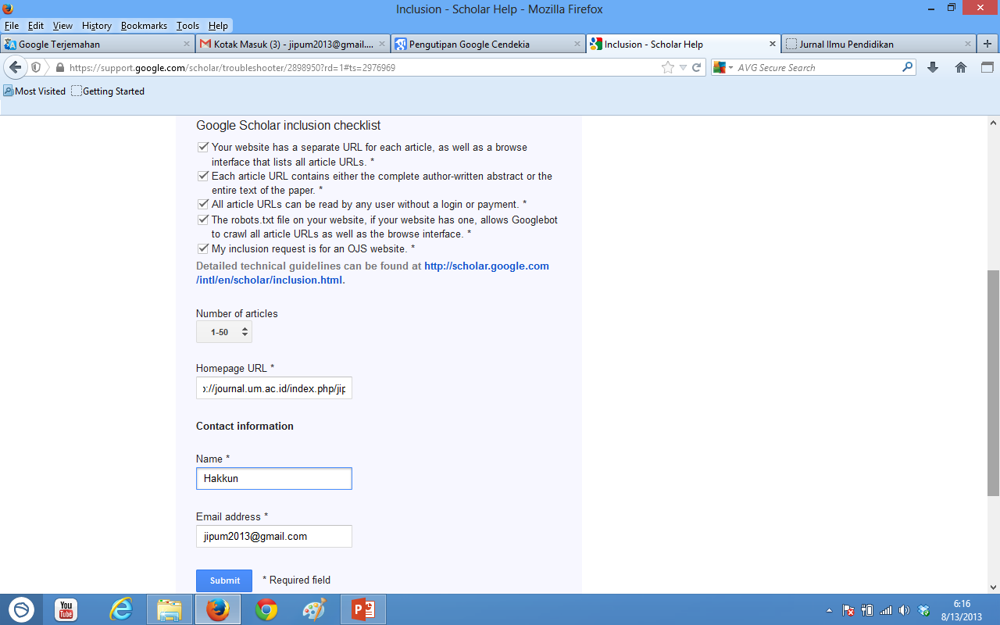 Inclusion - Scholar Help - Mozilla Firefox
File Edit View History Bookmarks Tools Help
Google Terjemahan
Kotak Masuk (3) - jipum2013@gmail....
Pengutipan Google Cendekia
Inclusion - Scholar Help
Jurnal Ilmu Pendidikan
https://support.google.com/scholar/troubleshooter/2898950?rd=1#ts=2976969
AVG Secure Search
Most Visited Getting Started
Google Scholar inclusion checklist
Your website has a separate URL for each article, as well as a browse
interface that lists all article URLs. *
Each article URL contains either the complete author-written abstract or the
entire text of the paper. *
All article URLs can be read by any user without a login or payment. *
The robots.txt file on your website, if your website has one, allows Googlebot
to crawl all article URLs as well as the browse interface. *
My inclusion request is for an OJS website. *
Detailed technical guidelines can be found at http://scholar.google.com
/intl/en/scholar/inclusion.html.
Number of articles
1-50
Homepage URL *
://journal.um.ac.id/index.php/jip
Contact information
Name *
Hakkun
Email address *
jipum2013@gmail.com
Submit * Required field
You
Tube
6:16
8/13/2013